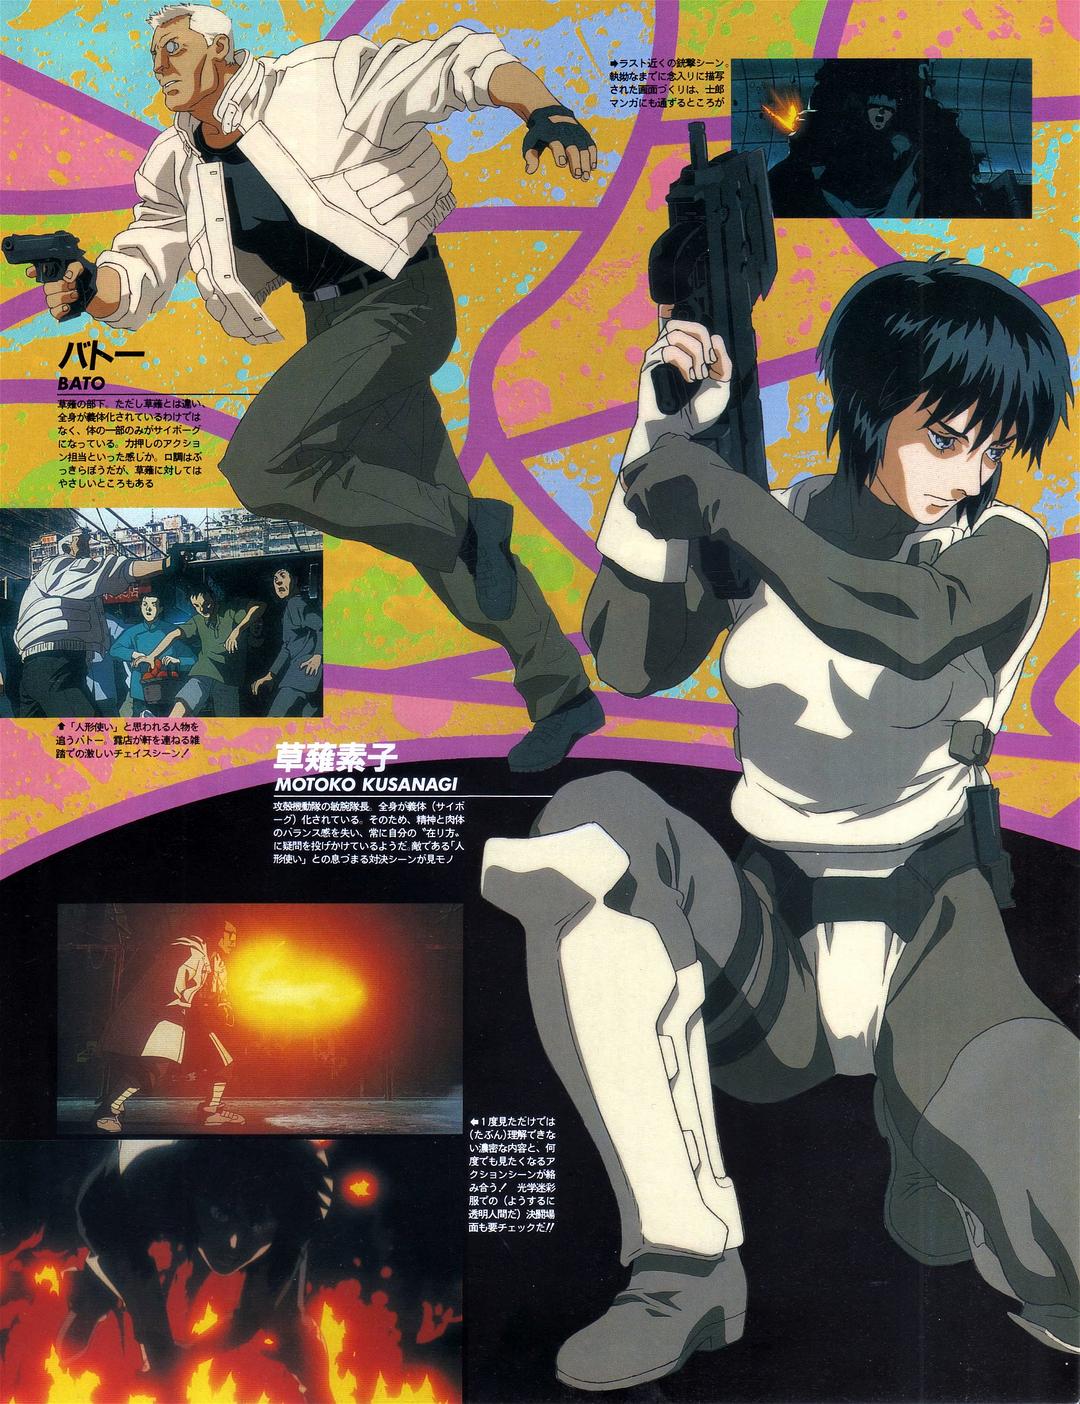 ➡ラスト近くの銃撃シーン。
執拗なまでに念入りに描写
された画面づくりは、士郎
マンガにも通ずるところが
バトー
BATO
草薙の部下。ただし草薙とは違い、
全身が義体化されているわけでは
なく、体の一部のみがサイボーグ
になっている。力押しのアクショ
ン担当といった感じか。口調はぶ
っきらぼうだが、草薙に対しては
やさしいところもある
⬆「人形使い」と思われる人物を
追うバトー。露店が軒を連ねる雑
踏での激しいチェイスシーン!
草薙素子
MOTOKO KUSANAGI
攻殻機動隊の敏腕隊長。全身が義体(サイボ
ーグ)化されている。そのため、精神と肉体
のバランス感を失い、常に自分の〝在り方〟
に疑問を投げかけているようだ。敵である「人
形使い」との息づまる対決シーンが見モノ
⬅1度見ただけでは
(たぶん)理解できな
い濃密な内容と、何
度でも見たくなるア
クションシーンが絡
み合う! 光学迷彩
服での(ようするに
透明人間だ)決闘場
面も要チェックだ!!